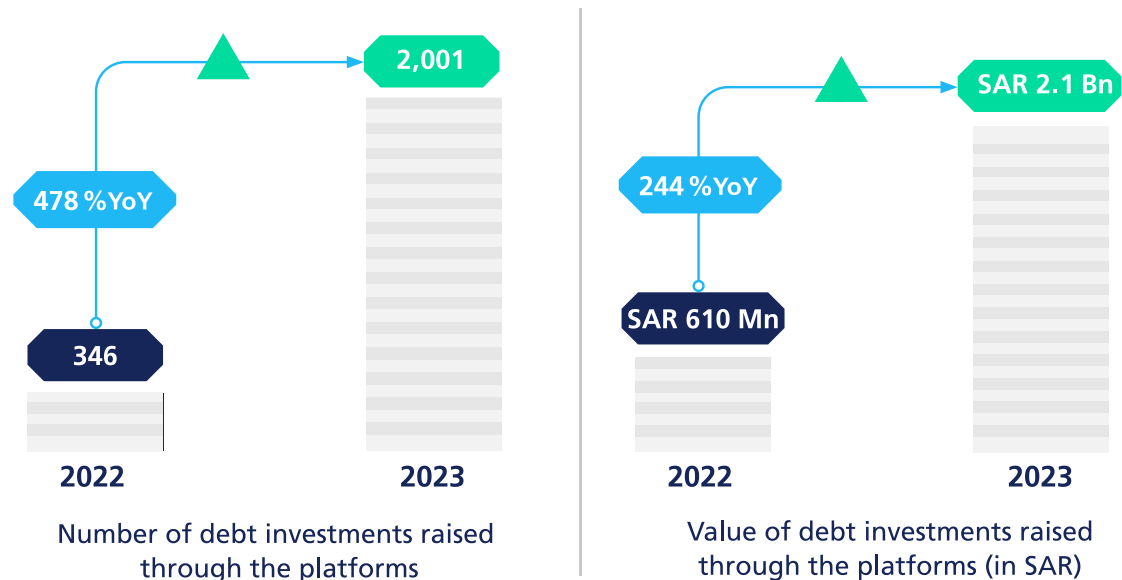 2,001
478 %YoY
346
2022
2023
Number of debt investments raised
through the platforms
SAR 2.1 Bn
244 %YoY
SAR 610 Mn
2022
2023
Value of debt investments raised
through the platforms (in SAR)